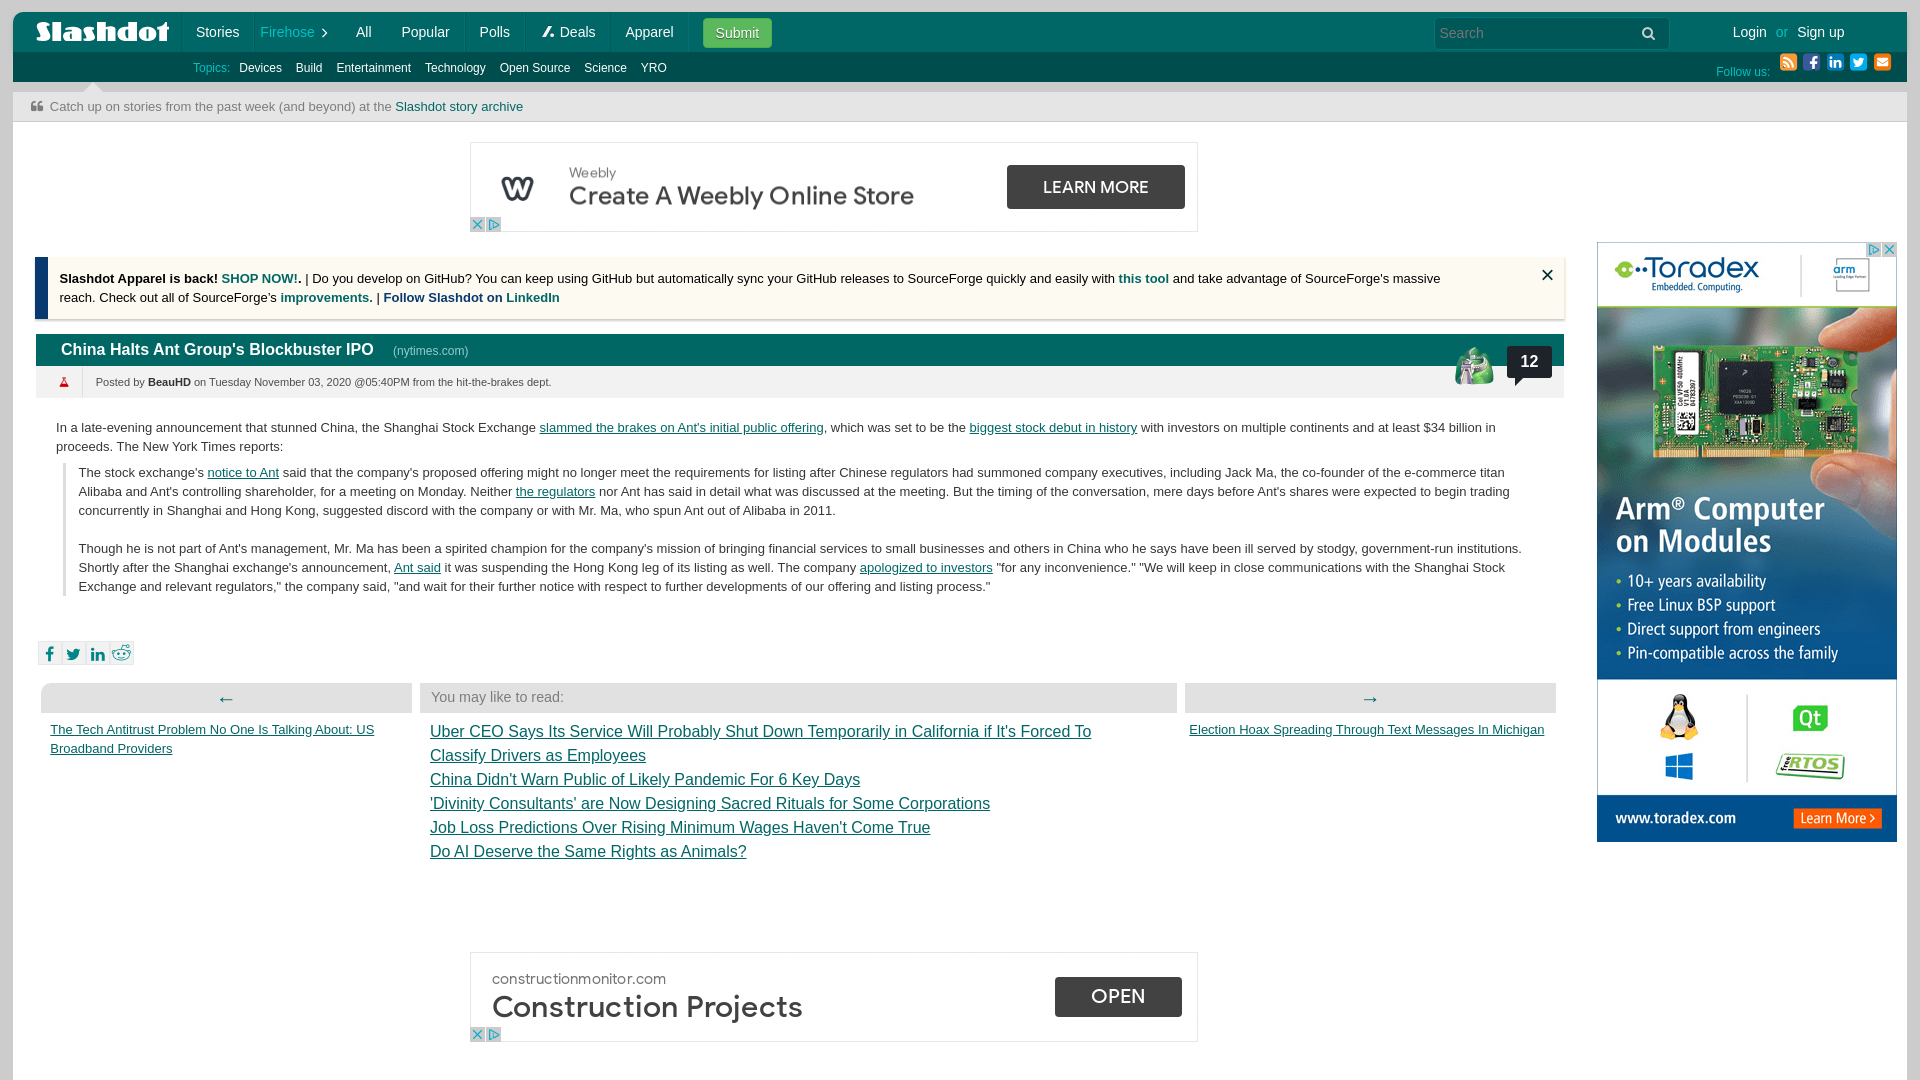 Slashdot
Stories
Firehose
All
Popular
Polls
Deals
Apparel
Submit
Search
Login or Sign up
Topics: Devices Build Entertainment Technology Open Source Science YRO
Follow us:
Catch up on stories from the past week (and beyond) at the Slashdot story archive
Weebly
Create A Weebly Online Store
LEARN MORE
Slashdot Apparel is back! SHOP NOW!. | Do you develop on GitHub? You can keep using GitHub but automatically sync your GitHub releases to SourceForge quickly and easily with this tool and take advantage of SourceForge's massive
reach. Check out all of SourceForge's improvements. | Follow Slashdot on LinkedIn
China Halts Ant Group's Blockbuster IPO (nytimes.com)
12
Posted by BeauHD on Tuesday November 03, 2020 @05:40PM from the hit-the-brakes dept.
In a late-evening announcement that stunned China, the Shanghai Stock Exchange slammed the brakes on Ant's initial public offering, which was set to be the biggest stock debut in history with investors on multiple continents and at least $34 billion in
proceeds. The New York Times reports:
The stock exchange's notice to Ant said that the company's proposed offering might no longer meet the requirements for listing after Chinese regulators had summoned company executives, including Jack Ma, the co-founder of the e-commerce titan
Alibaba and Ant's controlling shareholder, for a meeting on Monday. Neither the regulators nor Ant has said in detail what was discussed at the meeting. But the timing of the conversation, mere days before Ant's shares were expected to begin trading
concurrently in Shanghai and Hong Kong, suggested discord with the company or with Mr. Ma, who spun Ant out of Alibaba in 2011.
Though he is not part of Ant's management, Mr. Ma has been a spirited champion for the company's mission of bringing financial services to small businesses and others in China who he says have been ill served by stodgy, government-run institutions.
Shortly after the Shanghai exchange's announcement, Ant said it was suspending the Hong Kong leg of its listing as well. The company apologized to investors "for any inconvenience." "We will keep in close communications with the Shanghai Stock
Exchange and relevant regulators," the company said, "and wait for their further notice with respect to further developments of our offering and listing process."
←
The Tech Antitrust Problem No One Is Talking About: US
Broadband Providers
You may like to read:
Uber CEO Says Its Service Will Probably Shut Down Temporarily in California if It's Forced To
Classify Drivers as Employees
China Didn't Warn Public of Likely Pandemic For 6 Key Days
'Divinity Consultants' are Now Designing Sacred Rituals for Some Corporations
Job Loss Predictions Over Rising Minimum Wages Haven't Come True
Do AI Deserve the Same Rights as Animals?
→
Election Hoax Spreading Through Text Messages In Michigan
Toradex
Embedded. Computing.
arm
Arm® Computer
on Modules
• 10+ years availability
• Free Linux BSP support
• Direct support from engineers
• Pin-compatible across the family
Qt
free RTOS
www.toradex.com
Learn More >
constructionmonitor.com
Construction Projects
OPEN